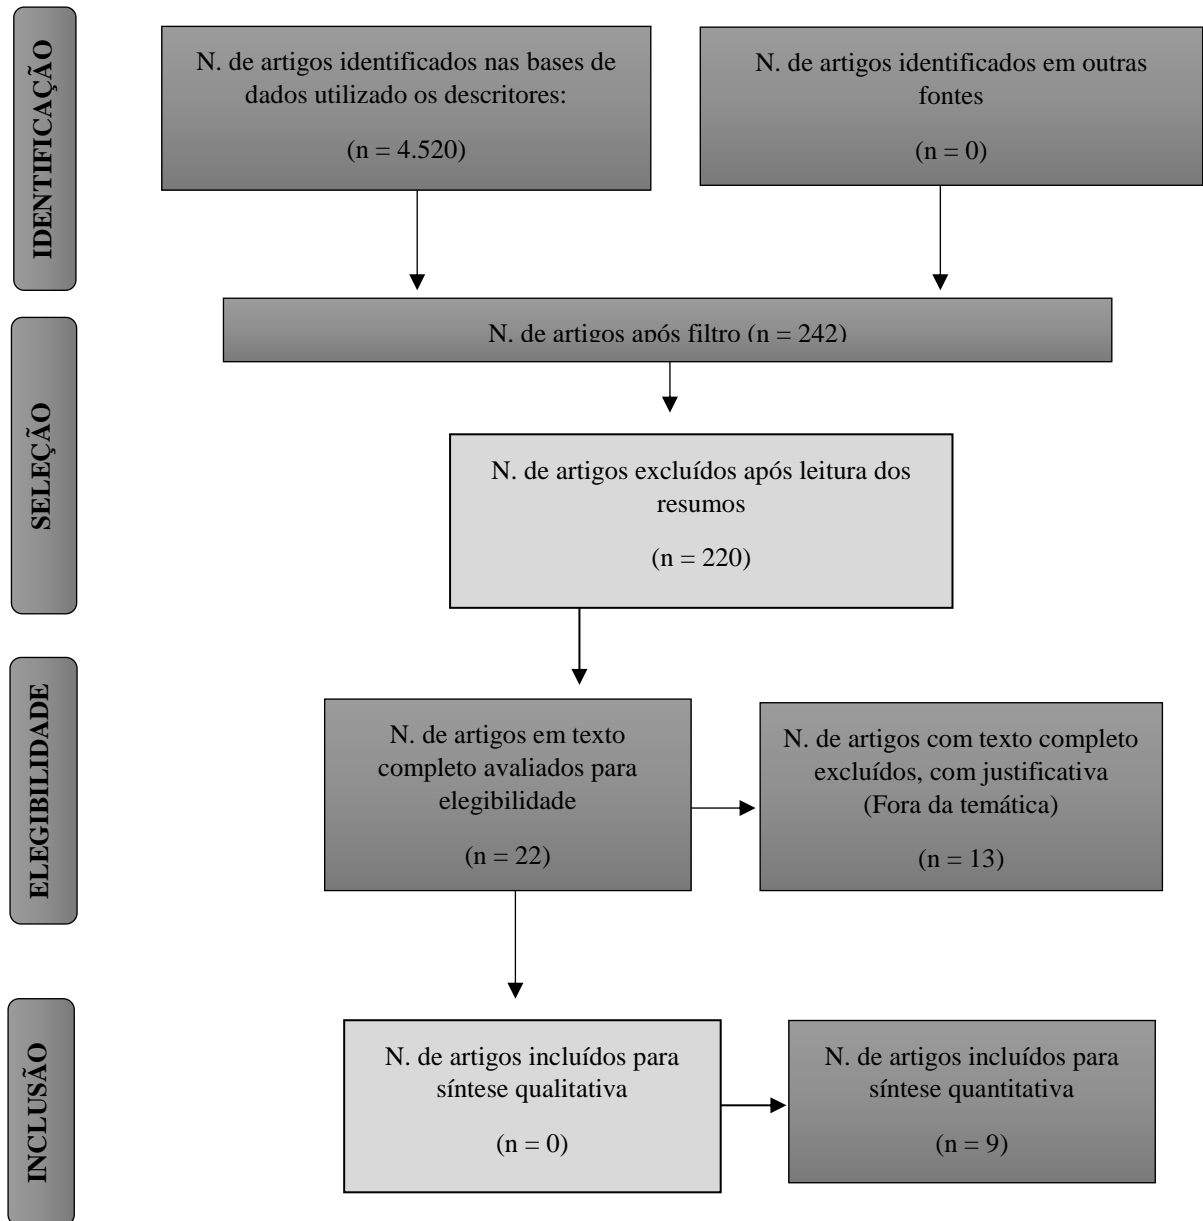 IDENTIFICAÇÃO
N. de artigos identificados nas bases de
dados utilizado os descritores:
(n = 4.520)
N. de artigos identificados em outras
fontes
(n = 0)
N. de artigos após filtro (n = 242)
SELEÇÃO
N. de artigos excluídos após leitura dos
resumos
(n = 220)
ELEGIBILIDADE
N. de artigos em texto
completo avaliados para
elegibilidade
(n = 22)
N. de artigos com texto completo
excluídos, com justificativa
(Fora da temática)
(n = 13)
INCLUSÃO
N. de artigos incluídos para
síntese qualitativa
(n = 0)
N. de artigos incluídos para
síntese quantitativa
(n = 9)